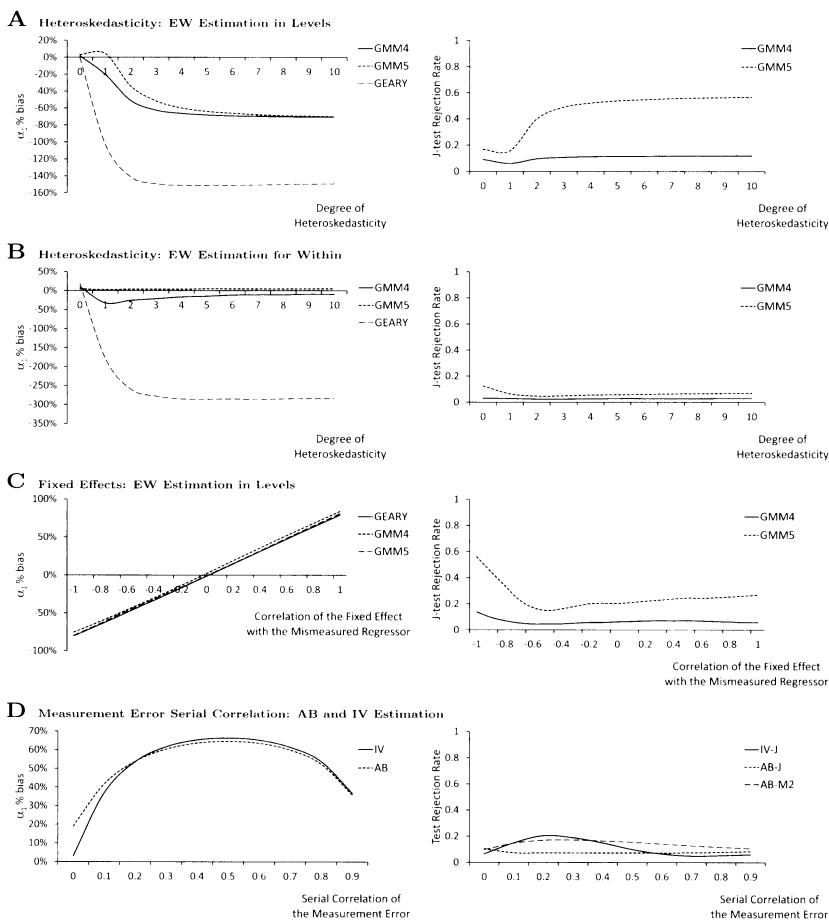 A Heteroskedasticity: EW Estimation in Levels
20%
0%
-20%
-40%
-60%
-80%
-100%
-120%
-140%
-160%
α₁ % bias
0 1 2 3 4 5 6 7 8 9 10
GMM4
GMM5
GEARY
Degree of
Heteroskedasticity
1
0.8
0.6
0.4
0.2
0
J-test Rejection Rate
0 1 2 3 4 5 6 7 8 9 10
GMM4
GMM5
Degree of
Heteroskedasticity
B Heteroskedasticity: EW Estimation for Within
50%
0%
50%
100%
150%
200%
250%
300%
350%
% bias
0 1 2 3 4 5 6 7 8 9 10
GMM4
GMM5
GEARY
Degree of
Heteroskedasticity
1
0.8
0.6
0.4
0.2
0
J-test Rejection Rate
0 1 2 3 4 5 6 7 8 9 10
GMM4
GMM5
Degree of
Heteroskedasticity
C Fixed Effects: EW Estimation in Levels
100%
50%
0%
50%
100%
α₁ % bias
-1 -0.8 -0.6 -0.4 -0.2 0 0.2 0.4 0.6 0.8 1
GEARY
GMM4
GMM5
Correlation of the Fixed Effect
with the Mismeasured Regressor
1
0.8
0.6
0.4
0.2
0
J-test Rejection Rate
-1 -0.8 -0.6 -0.4 -0.2 0 0.2 0.4 0.6 0.8 1
GMM4
GMM5
Correlation of the Fixed Effect
with the Mismeasured Regressor
D Measurement Error Serial Correlation: AB and IV Estimation
70%
60%
50%
40%
30%
20%
10%
0%
α₁ % bias
0 0.1 0.2 0.3 0.4 0.5 0.6 0.7 0.8 0.9
IV
AB
Serial Correlation of
the Measurement Error
1
0.8
0.6
0.4
0.2
0
Test Rejection Rate
0 0.1 0.2 0.3 0.4 0.5 0.6 0.7 0.8 0.9
IV-J
AB-J
AB-M2
Serial Correlation of
the Measurement Error